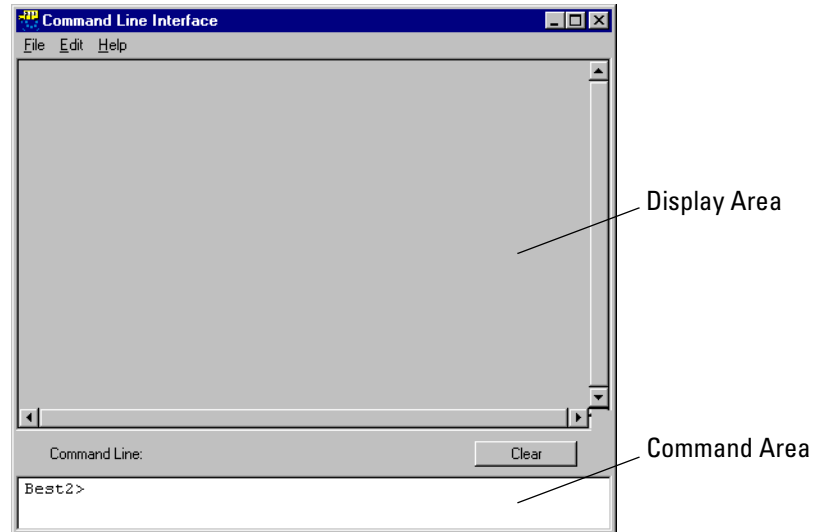 Command Line Interface
File Edit Help
Display Area
Command Line:
Clear
Command Area
Best2>